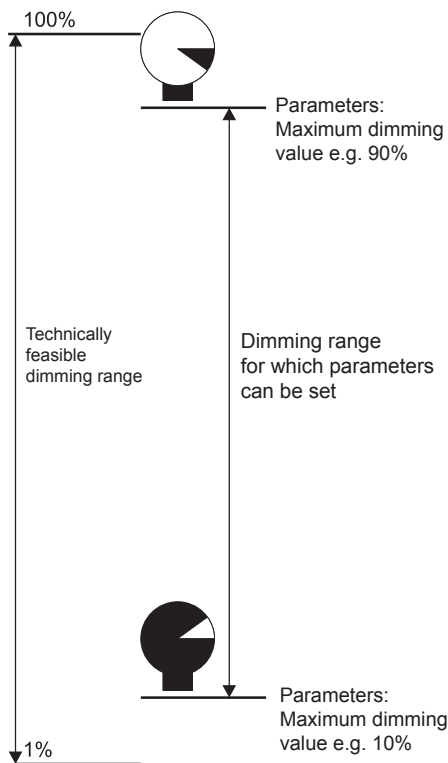 100%
Parameters:
Maximum dimming
value e.g. 90%
Technically
feasible
dimming range
Dimming range
for which parameters
can be set
Parameters:
Maximum dimming
value e.g. 10%
1%